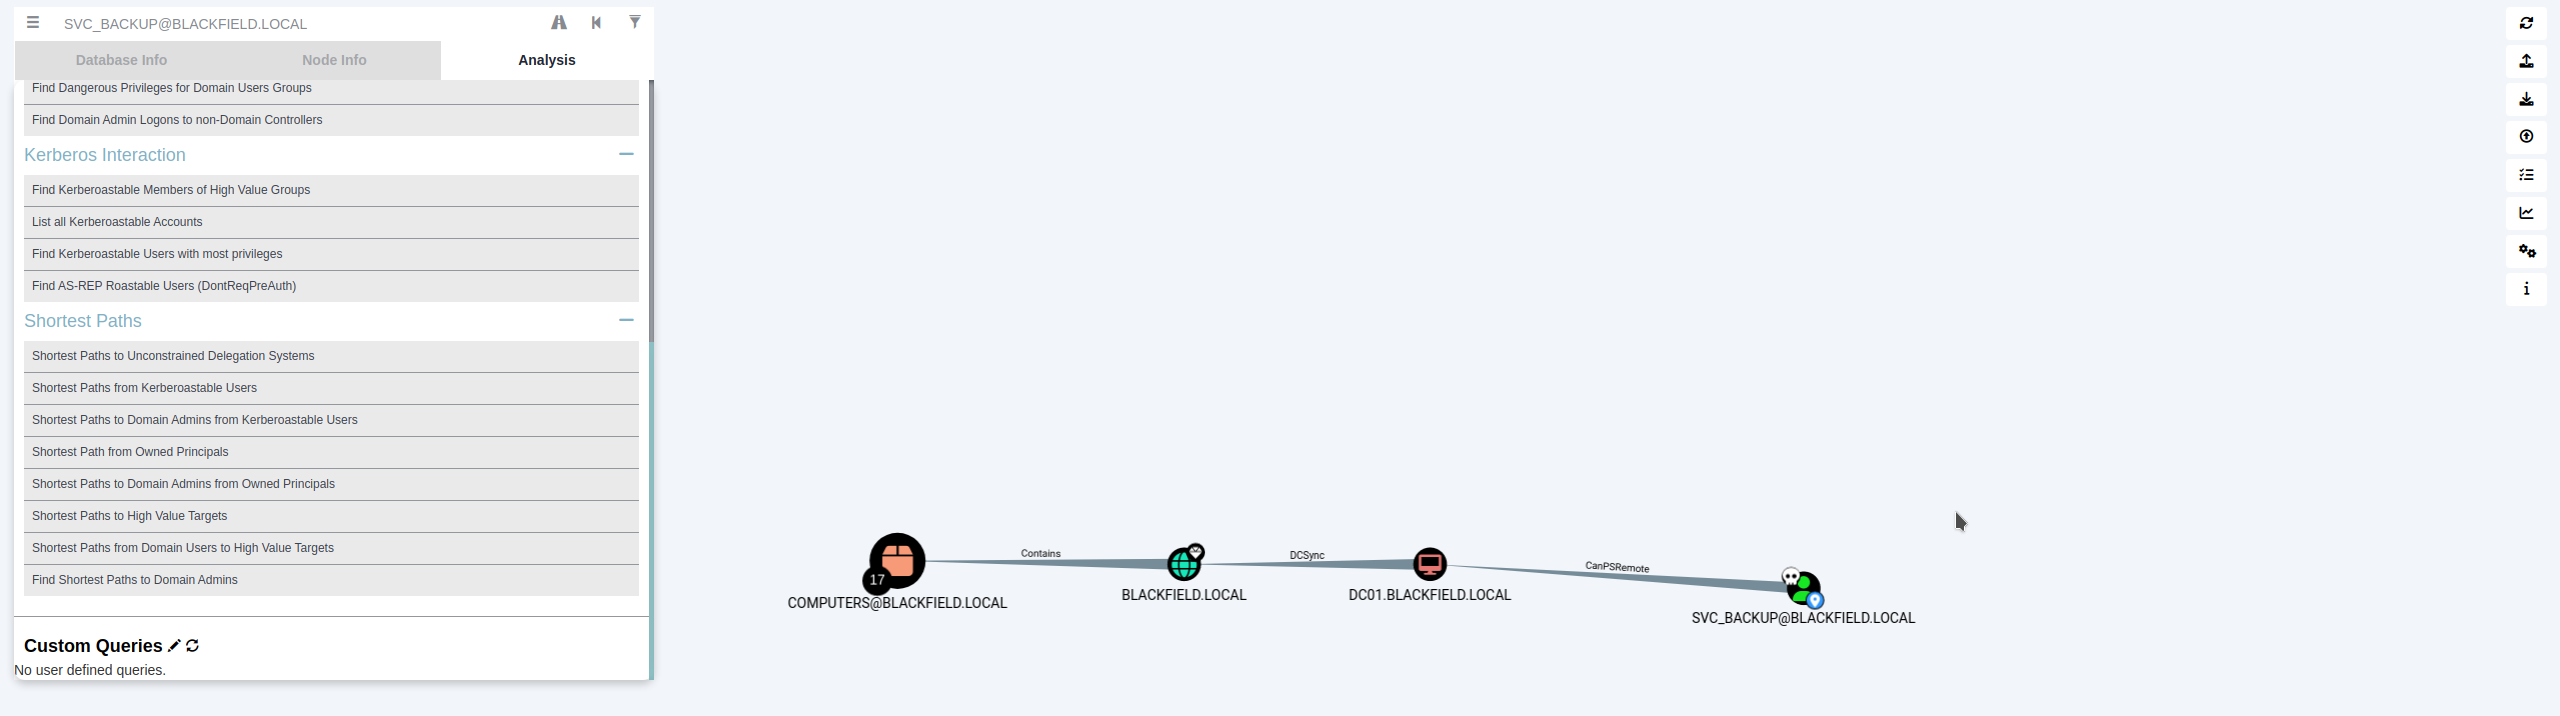 SVC_BACKUP@BLACKFIELD.LOCAL
Database Info
Node Info
Analysis
Find Dangerous Privileges for Domain Users Groups
Find Domain Admin Logons to non-Domain Controllers
Kerberos Interaction
Find Kerberoastable Members of High Value Groups
List all Kerberoastable Accounts
Find Kerberoastable Users with most privileges
Find AS-REP Roastable Users (DontReqPreAuth)
Shortest Paths
Shortest Paths to Unconstrained Delegation Systems
Shortest Paths from Kerberoastable Users
Shortest Paths to Domain Admins from Kerberoastable Users
Shortest Path from Owned Principals
Shortest Paths to Domain Admins from Owned Principals
Shortest Paths to High Value Targets
Shortest Paths from Domain Users to High Value Targets
Find Shortest Paths to Domain Admins
Custom Queries
No user defined queries.
Contains
DCSync
CanPSRemote
17
COMPUTERS@BLACKFIELD.LOCAL
BLACKFIELD.LOCAL
DC01.BLACKFIELD.LOCAL
SVC_BACKUP@BLACKFIELD.LOCAL